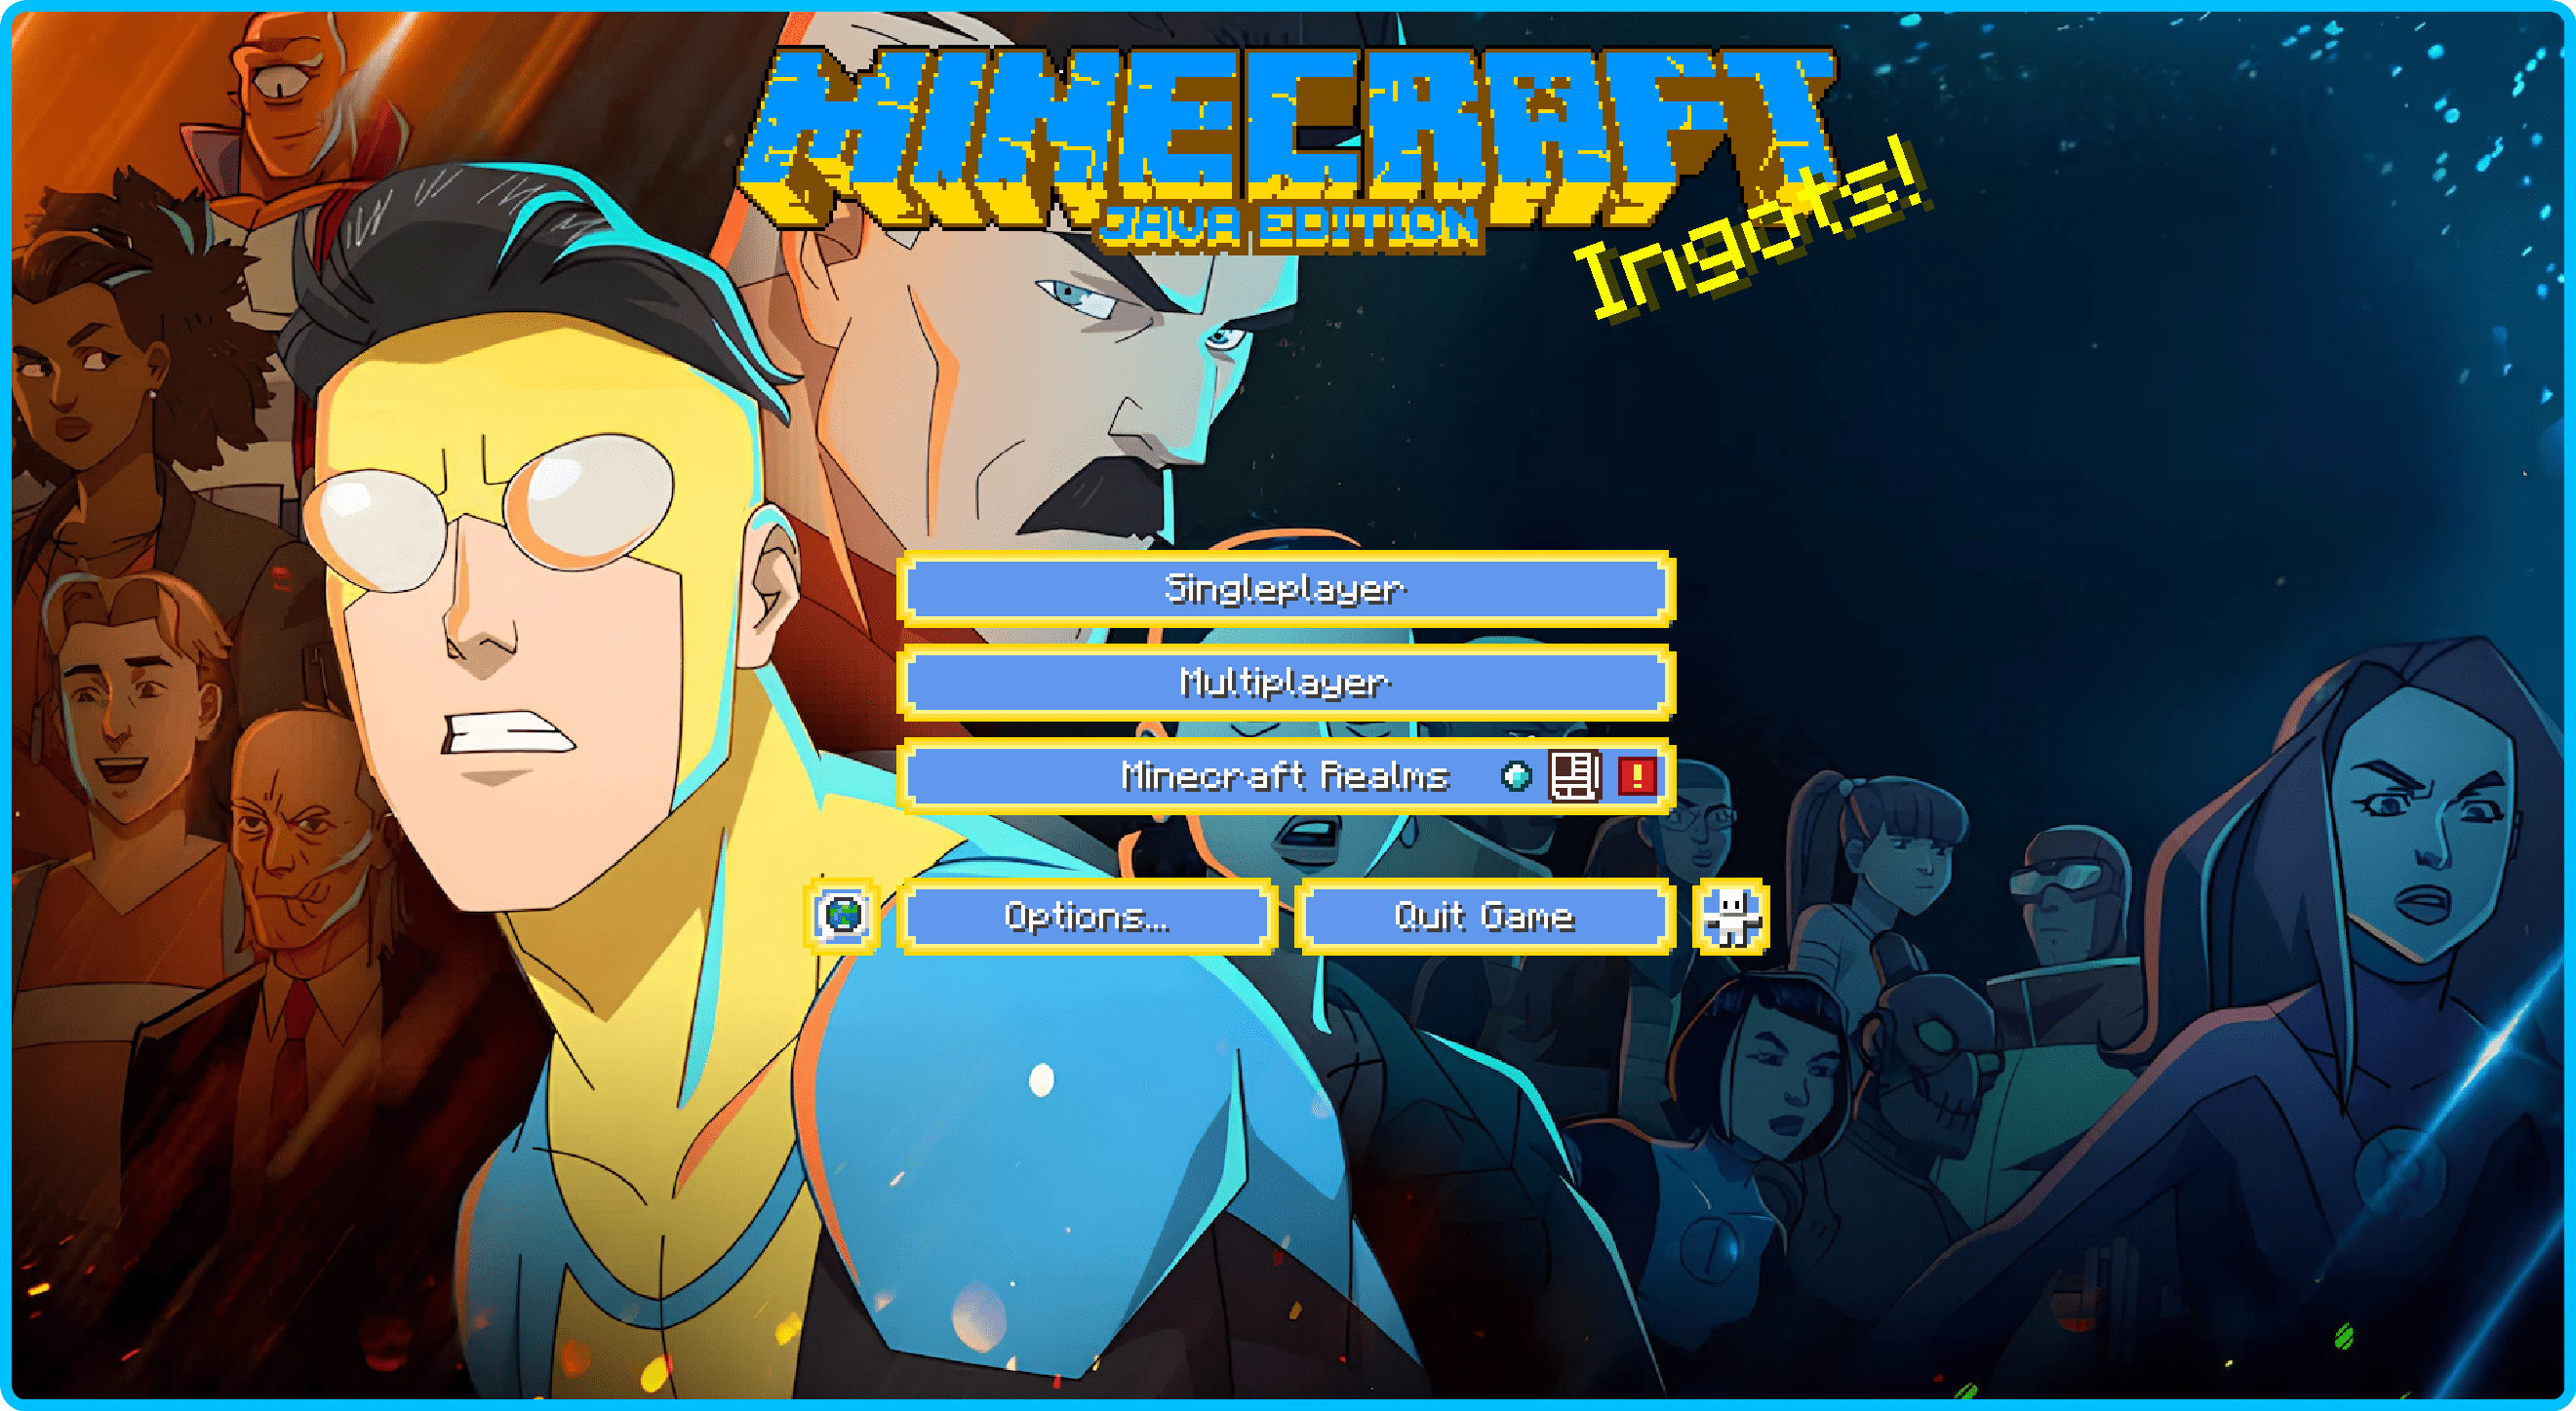 MINECRAFT
JAVA EDITION
Ingots!
Singleplayer
Multiplayer
Minecraft Realms
Options...
Quit Game